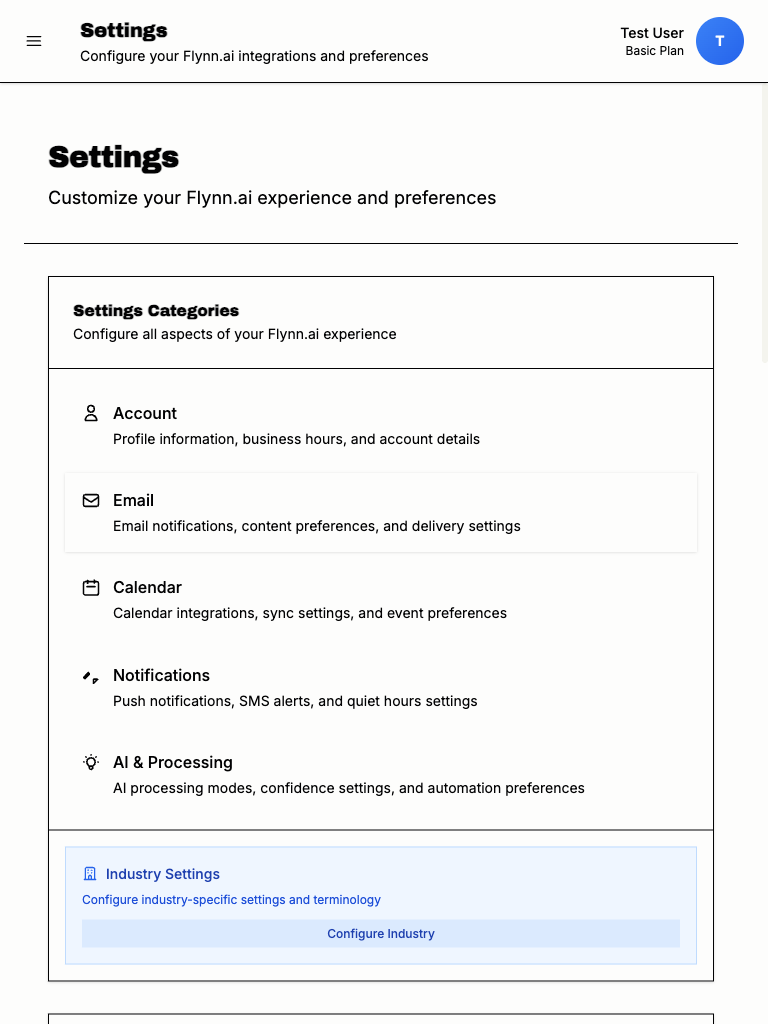 Settings
Configure your Flynn.ai integrations and preferences
Test User
Basic Plan
T
Settings
Customize your Flynn.ai experience and preferences
Settings Categories
Configure all aspects of your Flynn.ai experience
Account
Profile information, business hours, and account details
Email
Email notifications, content preferences, and delivery settings
Calendar
Calendar integrations, sync settings, and event preferences
Notifications
Push notifications, SMS alerts, and quiet hours settings
AI & Processing
AI processing modes, confidence settings, and automation preferences
Industry Settings
Configure industry-specific settings and terminology
Configure Industry